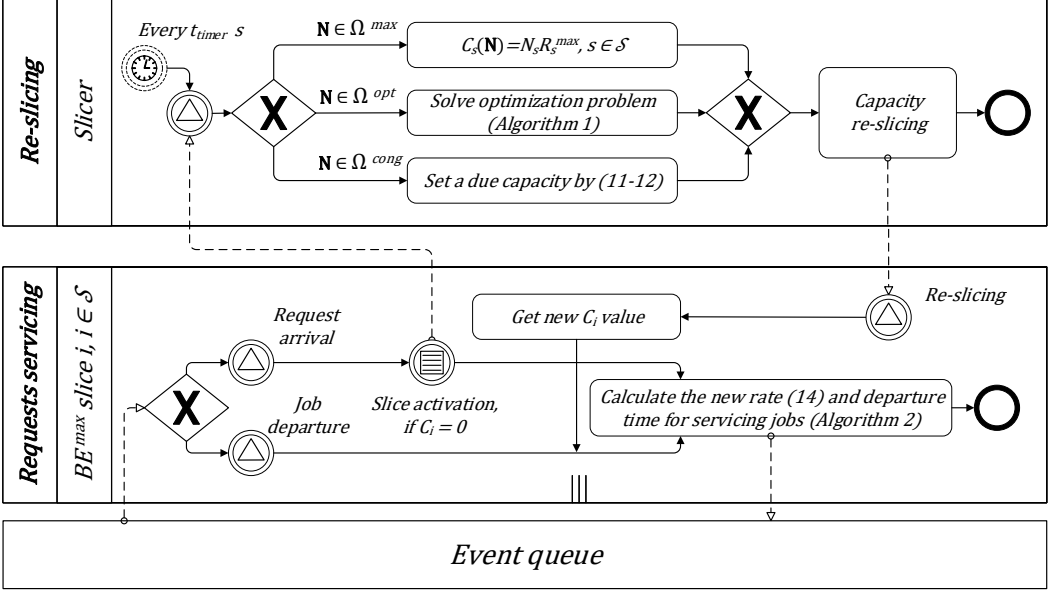 Re-slicing
Slicer
Every t_timer s
N ∈ Ω^max
C_s(N) = N_s R_s^max, s ∈ 𝒮
N ∈ Ω^opt
Solve optimization problem
(Algorithm 1)
N ∈ Ω^cong
Set a due capacity by (11-12)
X
X
Capacity
re-slicing
Requests servicing
BE^max slice i, i ∈ 𝒮
X
Request
arrival
Job
departure
Slice activation,
if C_i = 0
Get new C_i value
Re-slicing
Calculate the new rate (14) and departure
time for servicing jobs (Algorithm 2)
Event queue